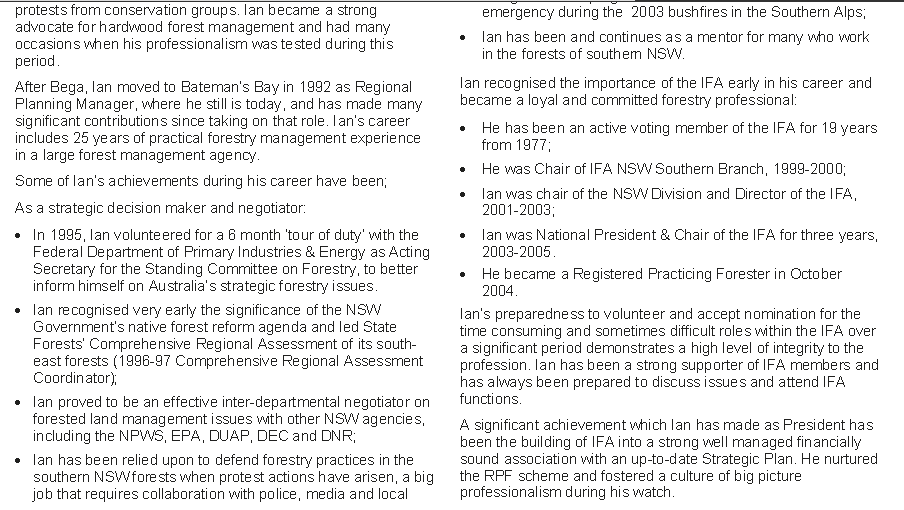 protests from conservation groups. Ian became a strong
advocate for hardwood forest management and had many
occasions when his professionalism was tested during this
period.
After Bega, Ian moved to Bateman's Bay in 1992 as Regional
Planning Manager, where he still is today, and has made many
significant contributions since taking on that role. Ian's career
includes 25 years of practical forestry management experience
in a large forest management agency.
Some of Ian's achievements during his career have been;
As a strategic decision maker and negotiator:
• In 1995, Ian volunteered for a 6 month 'tour of duty' with the
Federal Department of Primary Industries & Energy as Acting
Secretary for the Standing Committee on Forestry, to better
inform himself on Australia's strategic forestry issues.
• Ian recognised very early the significance of the NSW
Government's native forest reform agenda and led State
Forests' Comprehensive Regional Assessment of its south-
east forests (1996-97 Comprehensive Regional Assessment
Coordinator);
• Ian proved to be an effective inter-departmental negotiator on
forested land management issues with other NSW agencies,
including the NPWS, EPA, DUAP, DEC and DNR;
• Ian has been relied upon to defend forestry practices in the
southern NSW forests when protest actions have arisen, a big
job that requires collaboration with police, media and local
emergency during the 2003 bushfires in the Southern Alps;
• Ian has been and continues as a mentor for many who work
in the forests of southern NSW.
Ian recognised the importance of the IFA early in his career and
became a loyal and committed forestry professional:
• He has been an active voting member of the IFA for 19 years
from 1977;
• He was Chair of IFA NSW Southern Branch, 1999-2000;
• Ian was chair of the NSW Division and Director of the IFA,
2001-2003;
• Ian was National President & Chair of the IFA for three years,
2003-2005.
• He became a Registered Practicing Forester in October
2004.
Ian's preparedness to volunteer and accept nomination for the
time consuming and sometimes difficult roles within the IFA over
a significant period demonstrates a high level of integrity to the
profession. Ian has been a strong supporter of IFA members and
has always been prepared to discuss issues and attend IFA
functions.
A significant achievement which Ian has made as President has
been the building of IFA into a strong well managed financially
sound association with an up-to-date Strategic Plan. He nurtured
the RPF scheme and fostered a culture of big picture
professionalism during his watch.